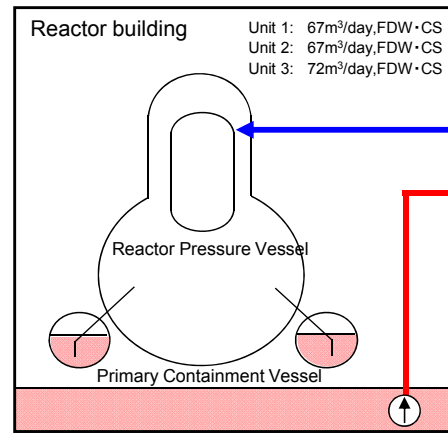 Reactor building
Unit 1: 67m³/day,FDW・CS
Unit 2: 67m³/day,FDW・CS
Unit 3: 72m³/day,FDW・CS
Reactor Pressure Vessel
Primary Containment Vessel